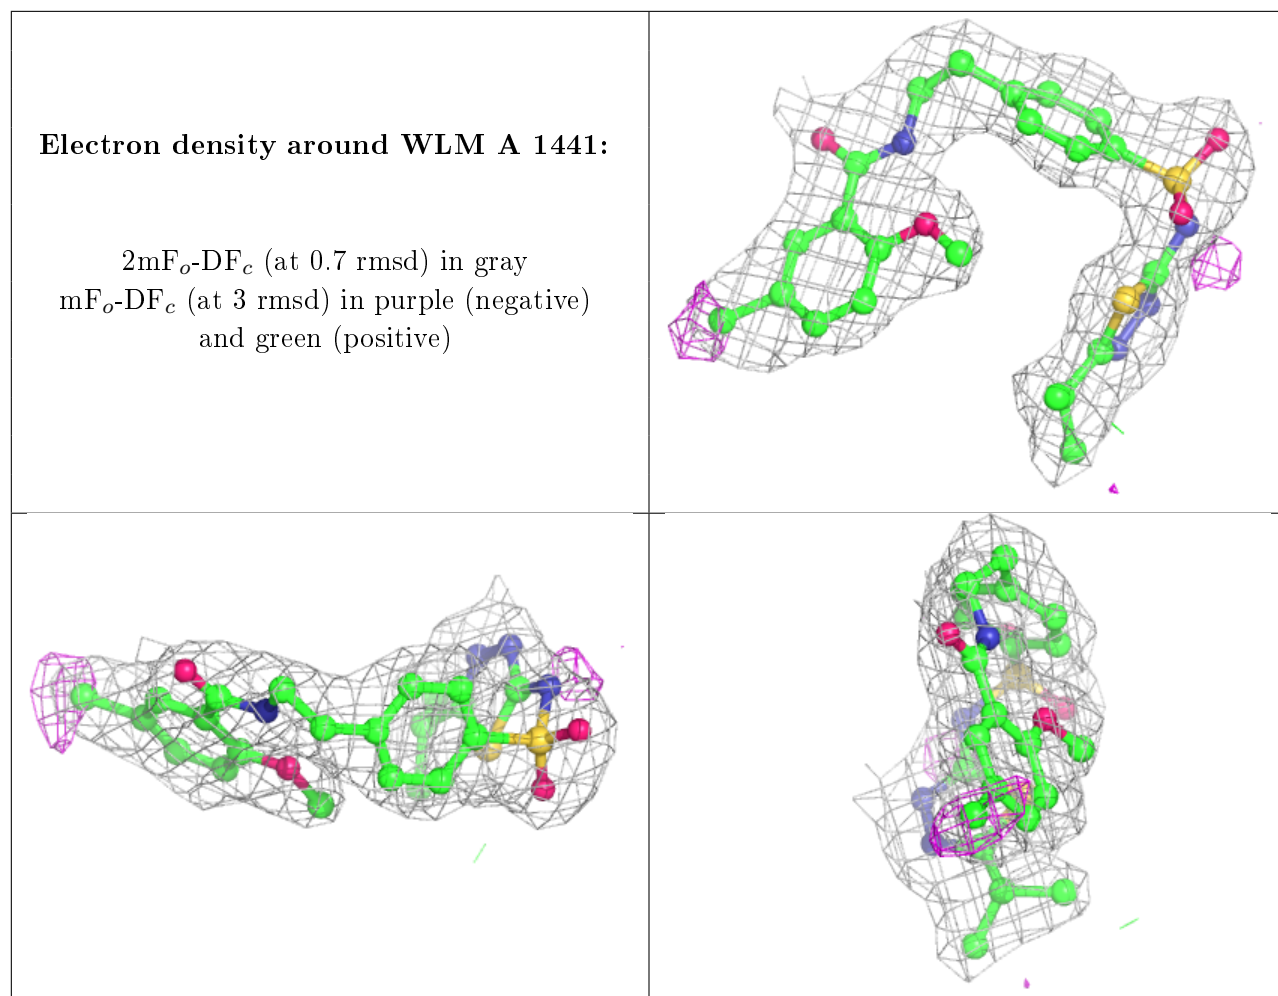 Electron density around WLM A 1441:
2mFo-DFc (at 0.7 rmsd) in gray
mFo-DFc (at 3 rmsd) in purple (negative)
and green (positive)